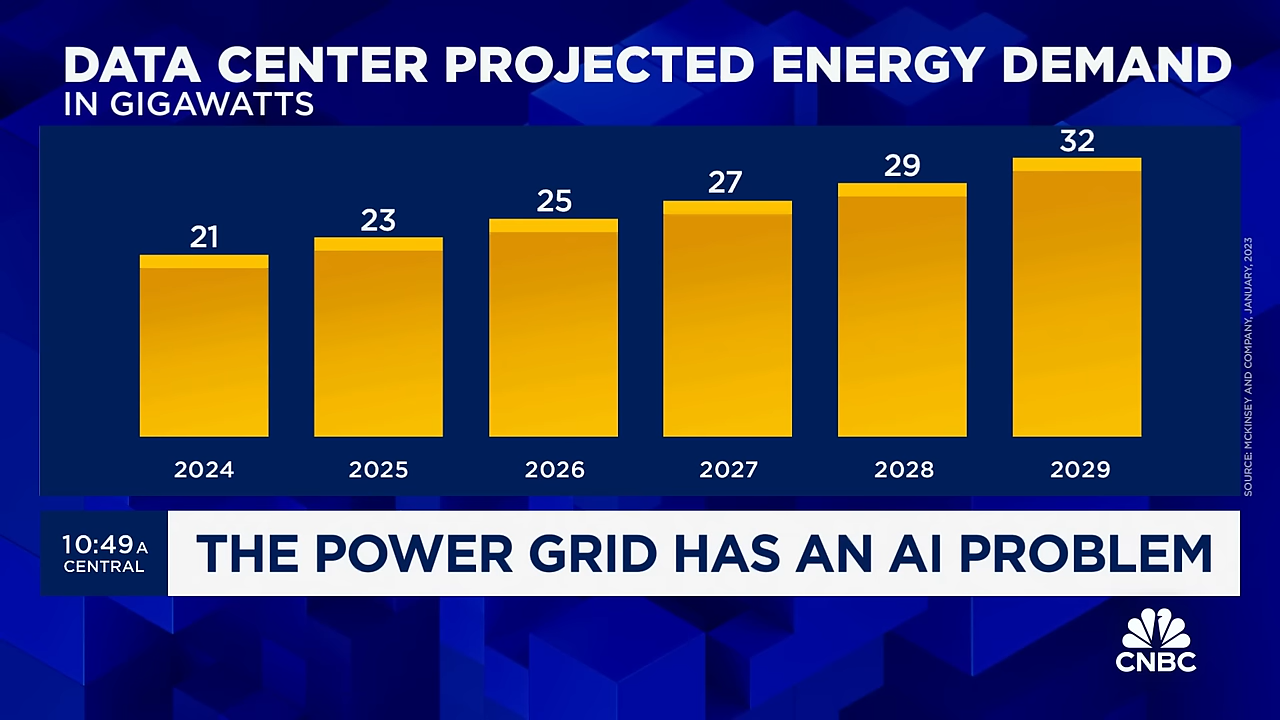 DATA CENTER PROJECTED ENERGY DEMAND
IN GIGAWATTS
21
23
25
27
29
32
2024
2025
2026
2027
2028
2029
SOURCE: MCKINSEY AND COMPANY, JANUARY, 2023
10:49 A
CENTRAL
THE POWER GRID HAS AN AI PROBLEM
CNBC